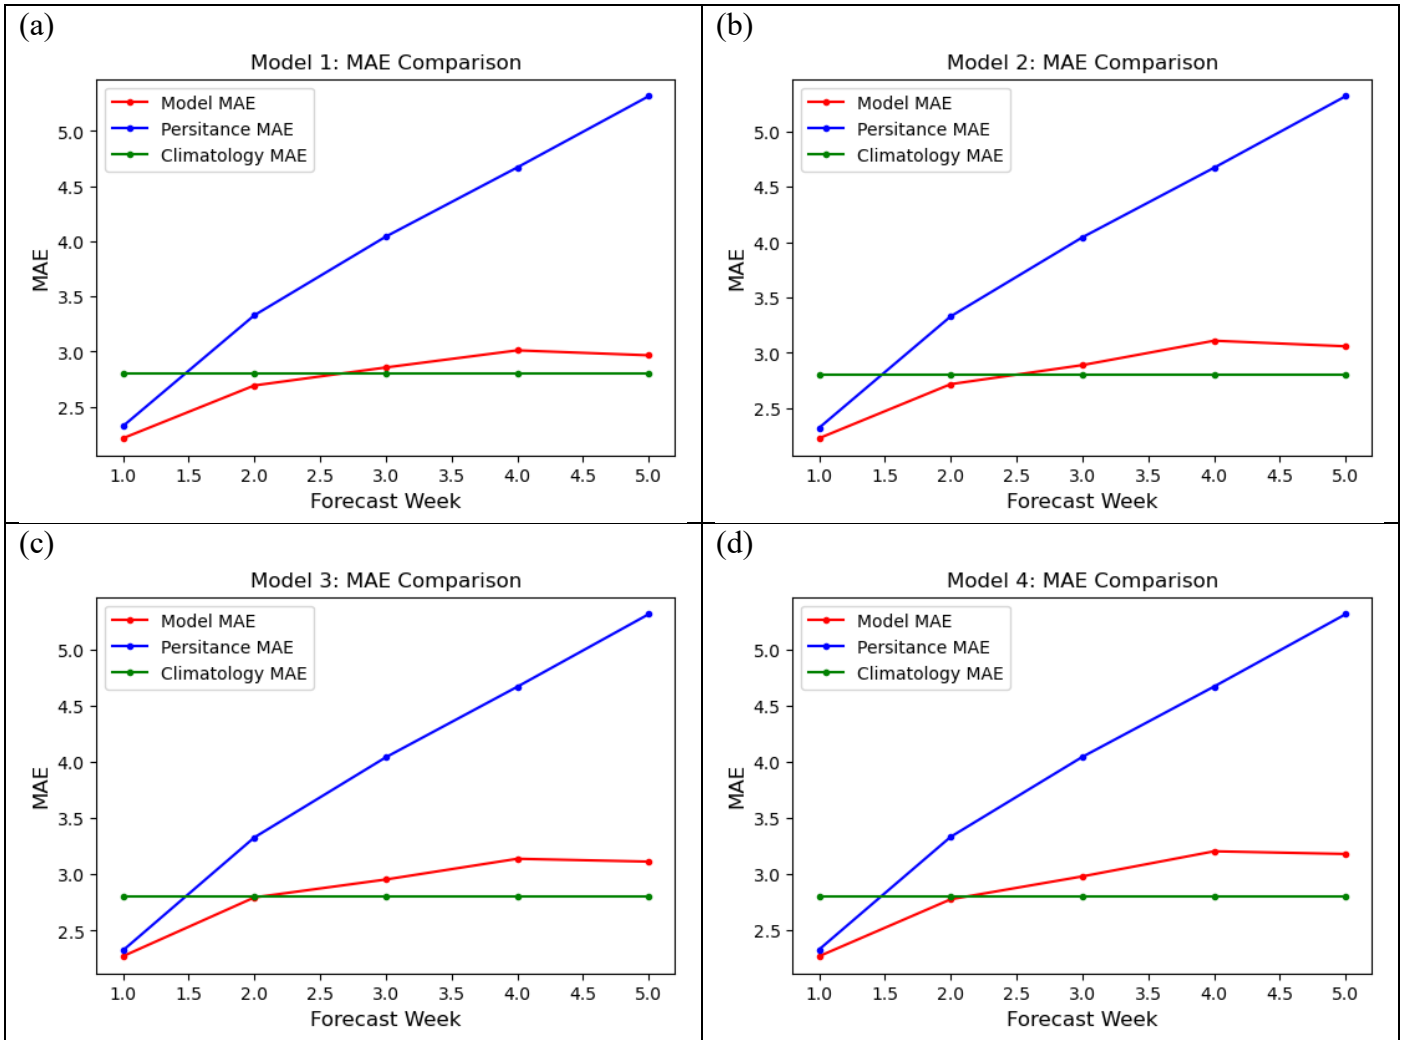 (a)
Model 1: MAE Comparison
Model MAE
Persitance MAE
Climatology MAE
5.0
4.5
4.0
3.5
3.0
2.5
MAE
1.0 1.5 2.0 2.5 3.0 3.5 4.0 4.5 5.0
Forecast Week
(b)
Model 2: MAE Comparison
Model MAE
Persitance MAE
Climatology MAE
5.0
4.5
4.0
3.5
3.0
2.5
MAE
1.0 1.5 2.0 2.5 3.0 3.5 4.0 4.5 5.0
Forecast Week
(c)
Model 3: MAE Comparison
Model MAE
Persitance MAE
Climatology MAE
5.0
4.5
4.0
3.5
3.0
2.5
MAE
1.0 1.5 2.0 2.5 3.0 3.5 4.0 4.5 5.0
Forecast Week
(d)
Model 4: MAE Comparison
Model MAE
Persitance MAE
Climatology MAE
5.0
4.5
4.0
3.5
3.0
2.5
MAE
1.0 1.5 2.0 2.5 3.0 3.5 4.0 4.5 5.0
Forecast Week